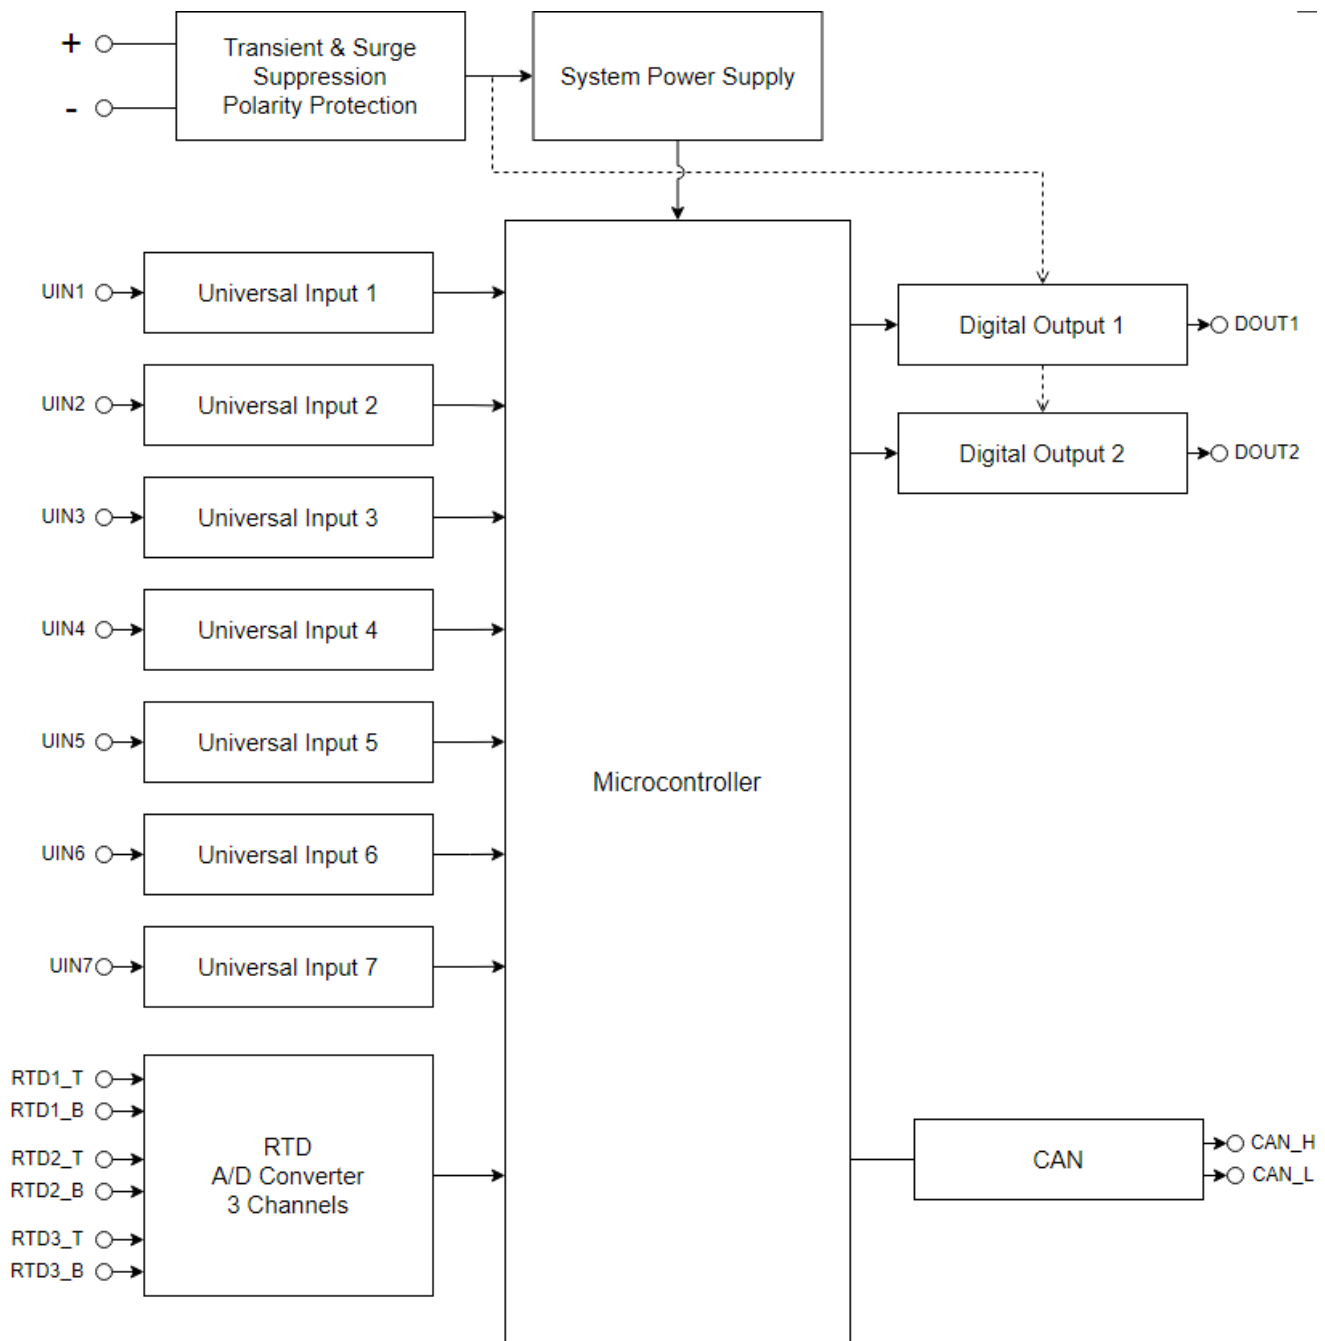 +
-
Transient & Surge
Suppression
Polarity Protection
System Power Supply
UIN1
Universal Input 1
UIN2
Universal Input 2
UIN3
Universal Input 3
UIN4
Universal Input 4
UIN5
Universal Input 5
UIN6
Universal Input 6
UIN7
Universal Input 7
RTD1_T
RTD1_B
RTD2_T
RTD2_B
RTD3_T
RTD3_B
RTD
A/D Converter
3 Channels
Microcontroller
Digital Output 1
DOUT1
Digital Output 2
DOUT2
CAN
CAN_H
CAN_L